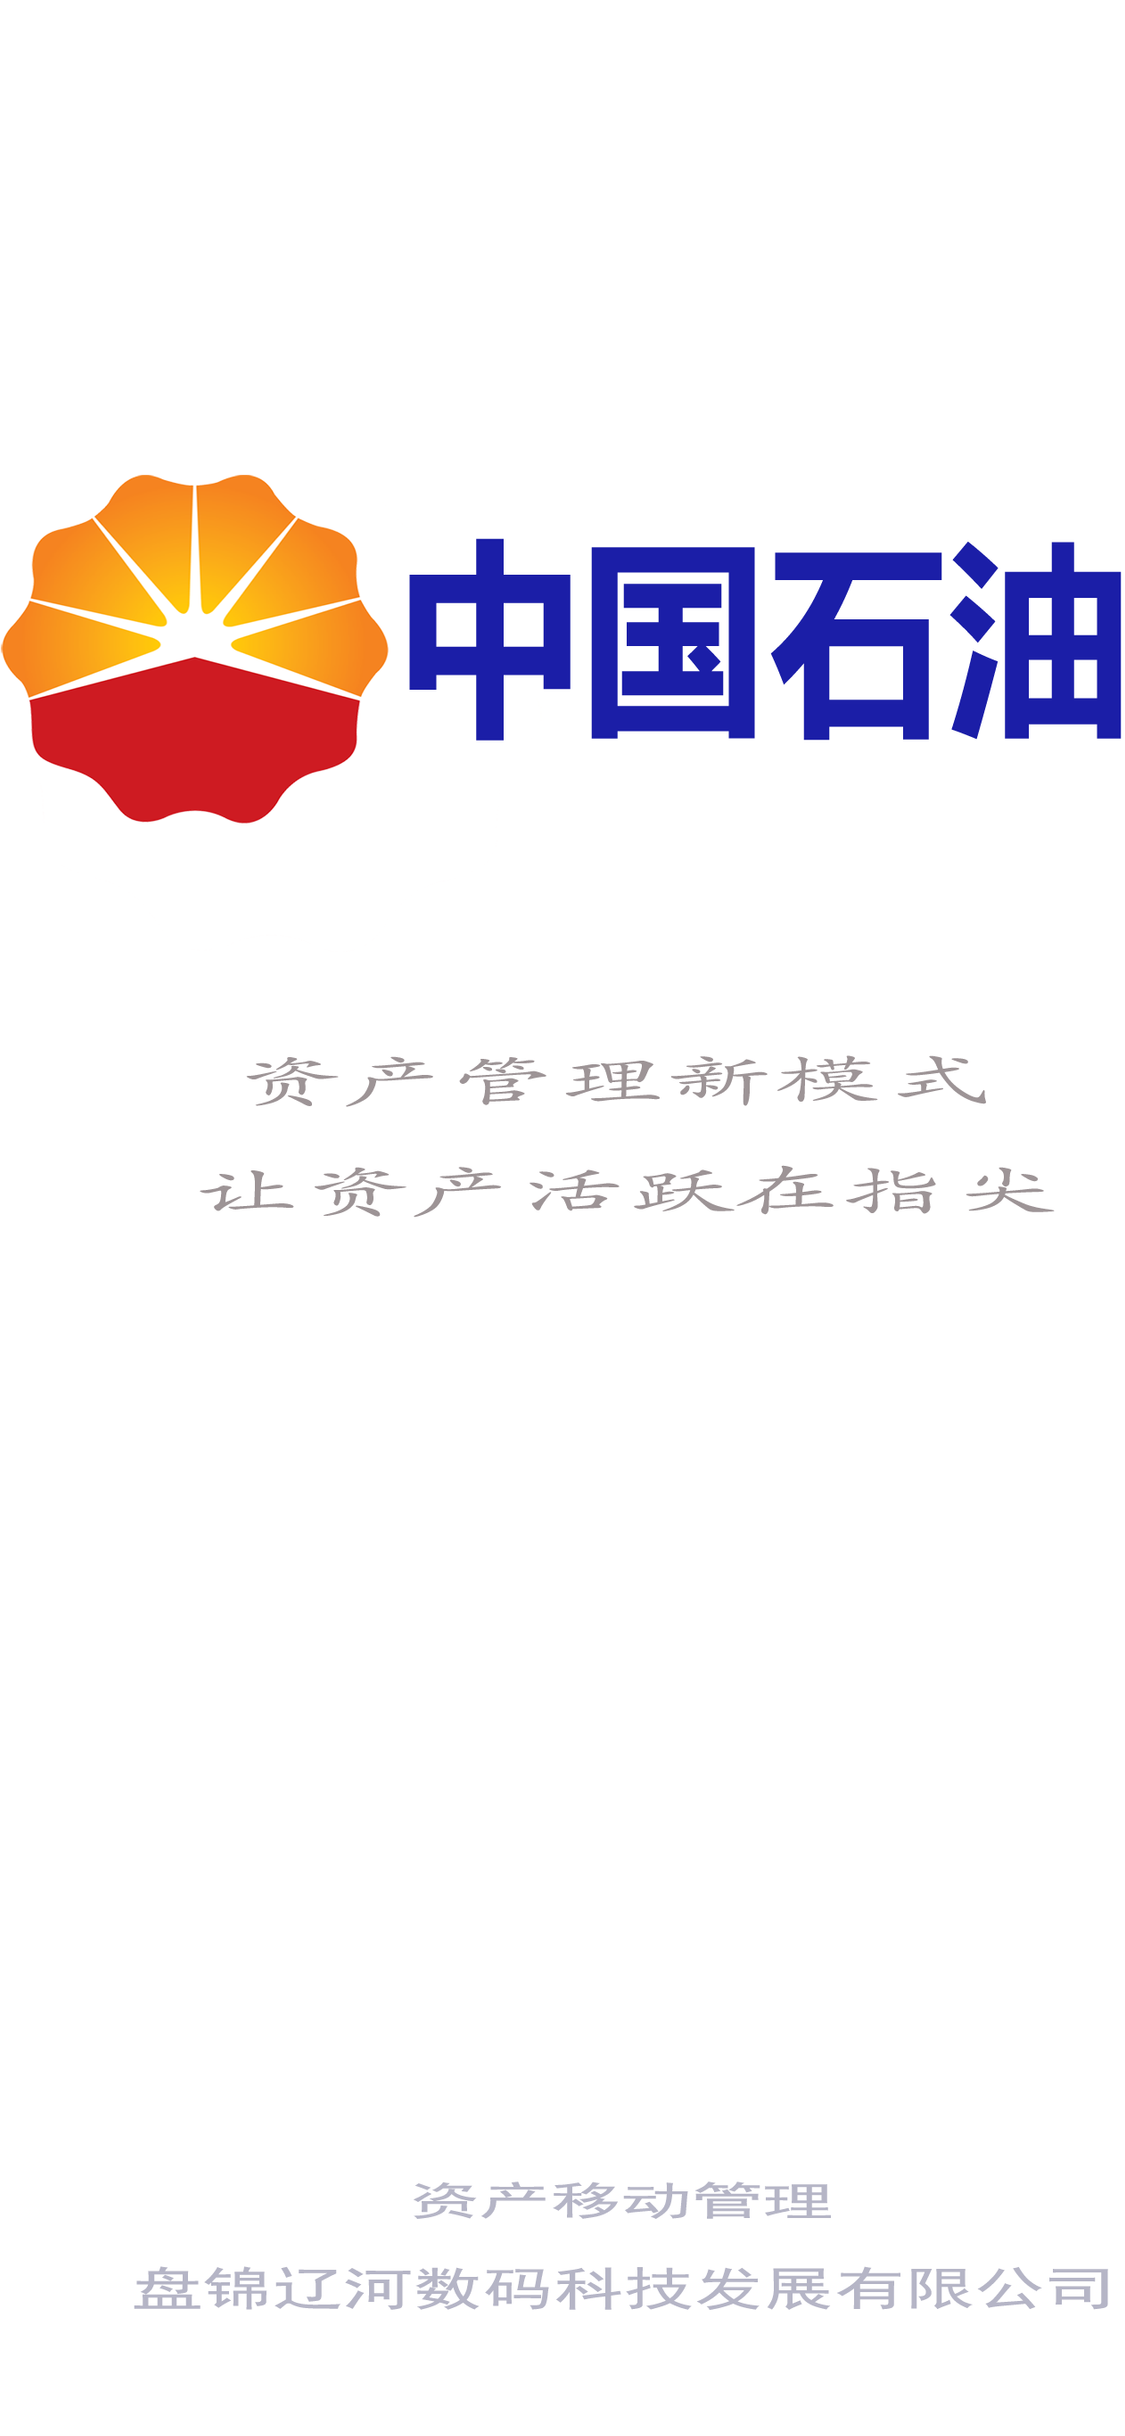 中国石油
资产管理新模式
让资产活跃在指尖
资产移动管理
盘锦辽河数码科技发展有限公司